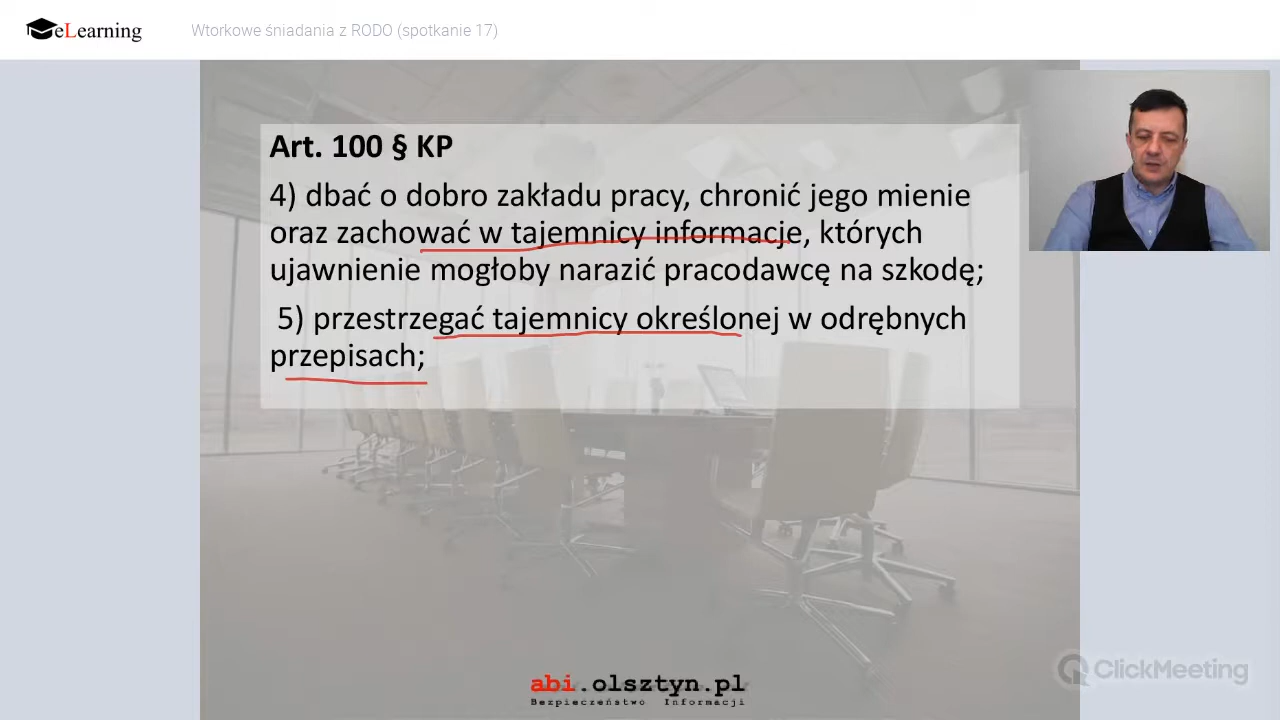 eLearning
Wtorkowe śniadania z RODO (spotkanie 17)
Art. 100 § KP
4) dbać o dobro zakładu pracy, chronić jego mienie
oraz zachować w tajemnicy informacje, których
ujawnienie mogłoby narazić pracodawcę na szkodę;
5) przestrzegać tajemnicy określonej w odrębnych
przepisach;
abi.olsztyn.pl
Bezpieczeństwo Informacji
ClickMeeting